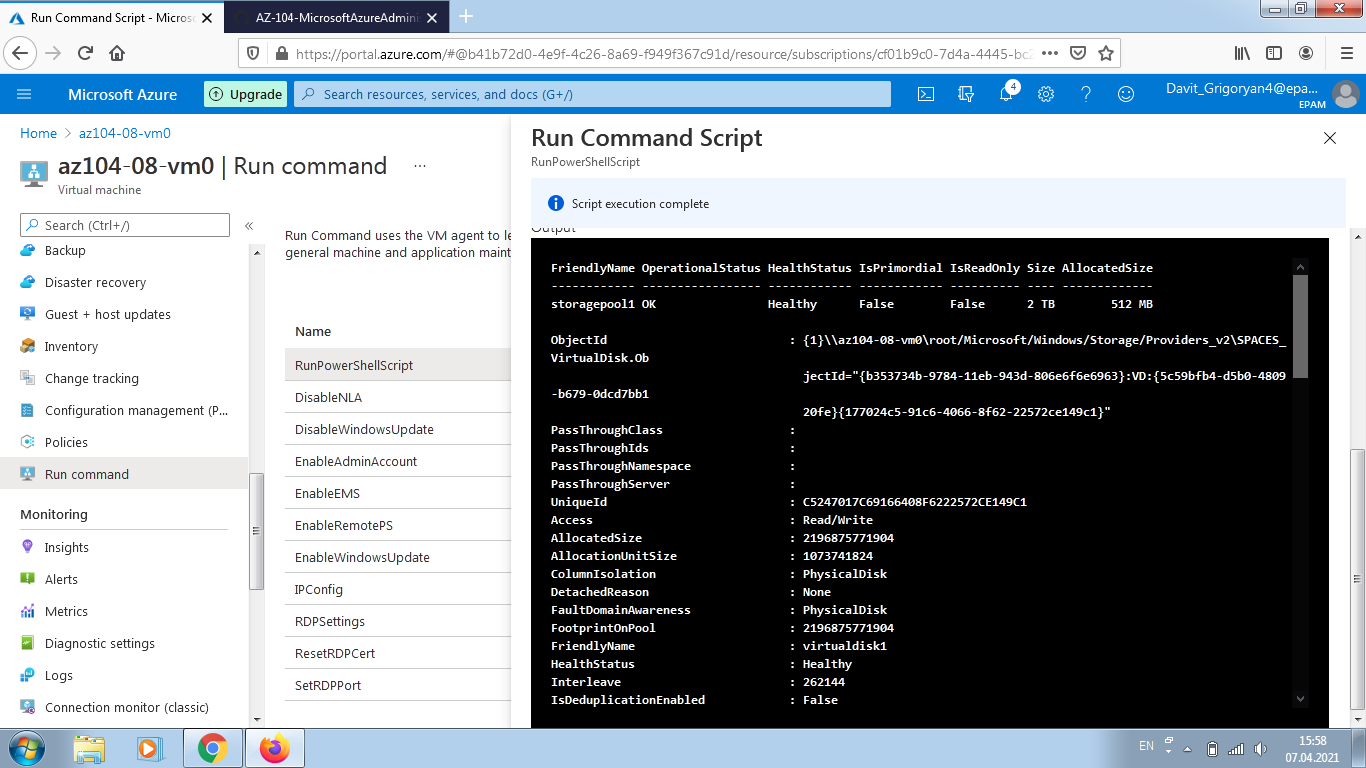 Run Command Script - Micros
AZ-104-MicrosoftAzureAdmini
https://portal.azure.com/#@b41b72d0-4e9f-4c26-8a69-f949f367c91d/resource/subscriptions/cf01b9c0-7d4a-4445-bc
Microsoft Azure
Upgrade
Search resources, services, and docs (G+/)
4
Davit_Grigoryan4@epa...
EPAM
Home > az104-08-vm0
az104-08-vm0 | Run command ...
Virtual machine
Search (Ctrl+/)
«
Backup
Disaster recovery
Guest + host updates
Inventory
Change tracking
Configuration management (P...
Policies
Run command
Monitoring
Insights
Alerts
Metrics
Diagnostic settings
Logs
Connection monitor (classic)
Run Command uses the VM agent to le
general machine and application maint
Name
RunPowerShellScript
DisableNLA
DisableWindowsUpdate
EnableAdminAccount
EnableEMS
EnableRemotePS
EnableWindowsUpdate
IPConfig
RDPSettings
ResetRDPCert
SetRDPPort
Run Command Script
RunPowerShellScript
Script execution complete
Output
FriendlyName OperationalStatus HealthStatus IsPrimordial IsReadOnly Size AllocatedSize
------------ ----------------- ------------ ------------ ---------- ---- -------------
storagepool1 OK Healthy False False 2 TB 512 MB
ObjectId : {1}\\az104-08-vm0\root/Microsoft/Windows/Storage/Providers_v2\SPACES_
VirtualDisk.Ob
jectId="{b353734b-9784-11eb-943d-806e6f6e6963}:VD:{5c59bfb4-d5b0-4809
-b679-0dcd7bb1
20fe}{177024c5-91c6-4066-8f62-22572ce149c1}"
PassThroughClass :
PassThroughIds :
PassThroughNamespace :
PassThroughServer :
UniqueId : C5247017C69166408F6222572CE149C1
Access : Read/Write
AllocatedSize : 2196875771904
AllocationUnitSize : 1073741824
ColumnIsolation : PhysicalDisk
DetachedReason : None
FaultDomainAwareness : PhysicalDisk
FootprintOnPool : 2196875771904
FriendlyName : virtualdisk1
HealthStatus : Healthy
Interleave : 262144
IsDeduplicationEnabled : False
EN
15:58
07.04.2021